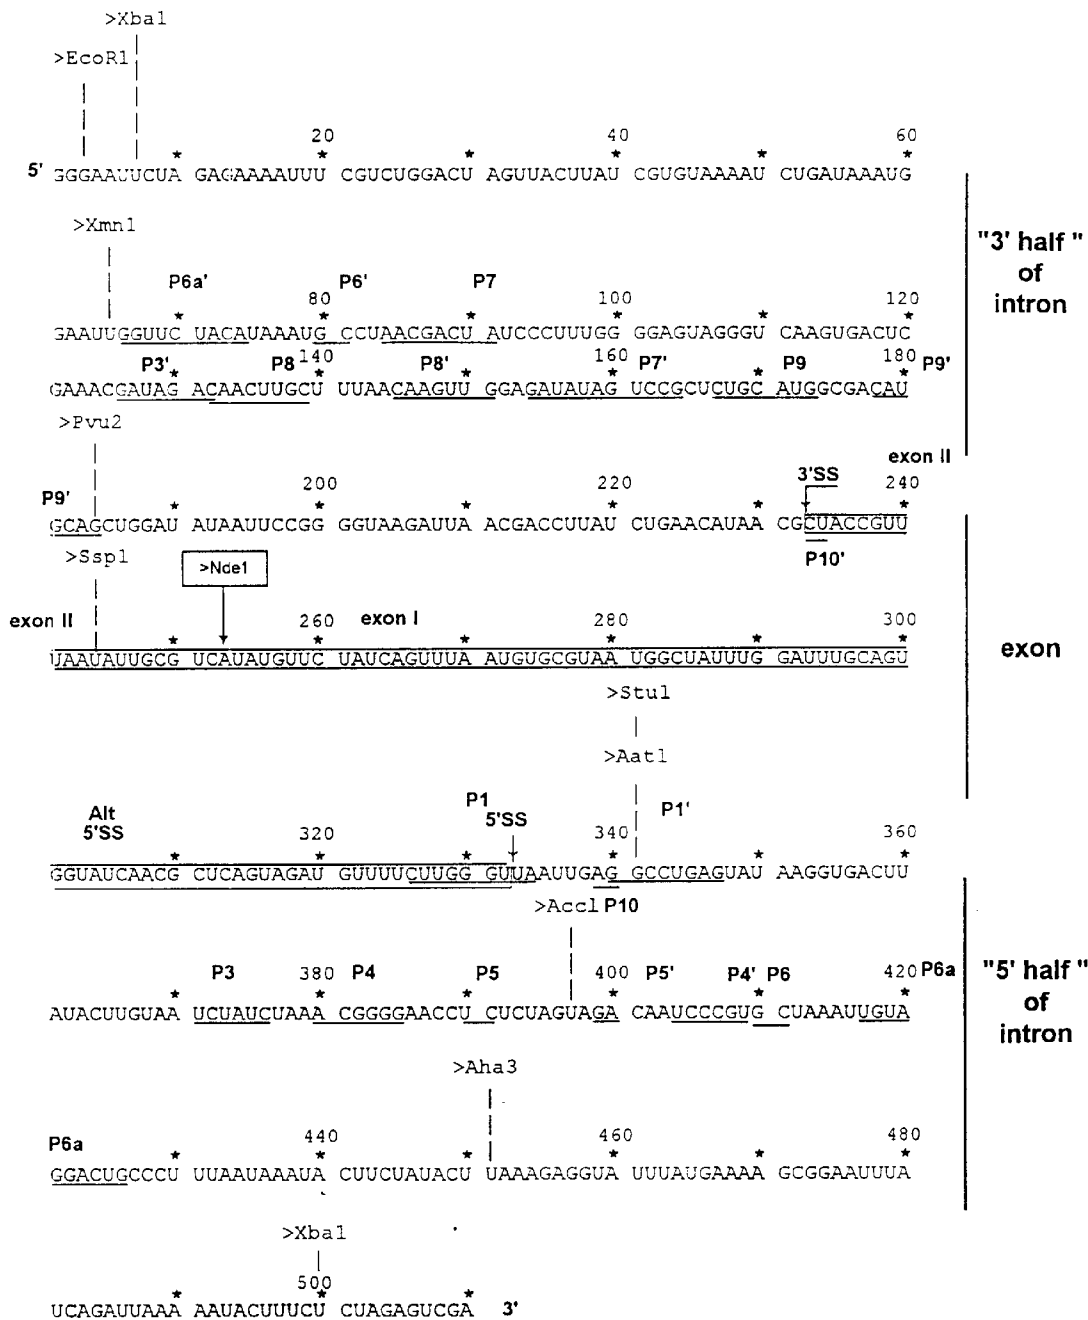 >Xba1
>EcoR1
20 40 60
* * * * * *
5' GGGAAUUCUA GAGAAAAUUU CGUCUGGACU AGUUACUUAU CGUGUAAAAU CUGAUAAAUG
>Xmn1
"3' half "
of
intron
P6a' P6' P7
80 100 120
* * * * * *
GAAUUGGUUC UACAUAAAUG CCUAACGACU AUCCCUUUGG GGAGUAGGGU CAAGUGACUC
P3' P8 140 P8' 160 P7' P9 180 P9'
* * * * * *
GAAACGAUAG ACAACUUGCU UUAACAAGUU GGAGAUAUAG UCCGCUCUGC AUGGCGACAU
>Pvu2
P9' 200 220 3'SS exon II 240
* * * * * *
GCAGCUGGAU AUAAUUCCGG GGUAAGAUUA ACGACCUUAU CUGAACAUAA CGCUACCGUU
P10'
>Ssp1 >Nde1
exon II 260 exon I 280 300
* * * * * *
UAAUAUUGCG UCAUAUGUUC UAUCAGUUUA AUGUGCGUAA UGGCUAUUUG GAUUUGCAGU
exon
>Stu1
>Aat1
Alt
5'SS 320 P1 5'SS 340 P1' 360
* * * * * *
GGUAUCAACG CUCAGUAGAU GUUUUCUUGG GUUAAUUGAG GCCUGAGUAU AAGGUGACUU
>Acc1 P10
P3 380 P4 P5 400 P5' P4' P6 420 P6a
* * * * * *
AUACUUGUAA UCUAUCUAAA CGGGGAACCU CUCUAGUAGA CAAUCCCGUG CUAAAUUGUA
"5' half "
of
intron
>Aha3
P6a 440 460 480
* * * * * *
GGACUGCCCU UUAAUAAAUA CUUCUAUACU UAAAGAGGUA UUUAUGAAAA GCGGAAUUUA
>Xba1
500
* * *
UCAGAUUAAA AAUACUUUCU CUAGAGUCGA 3'